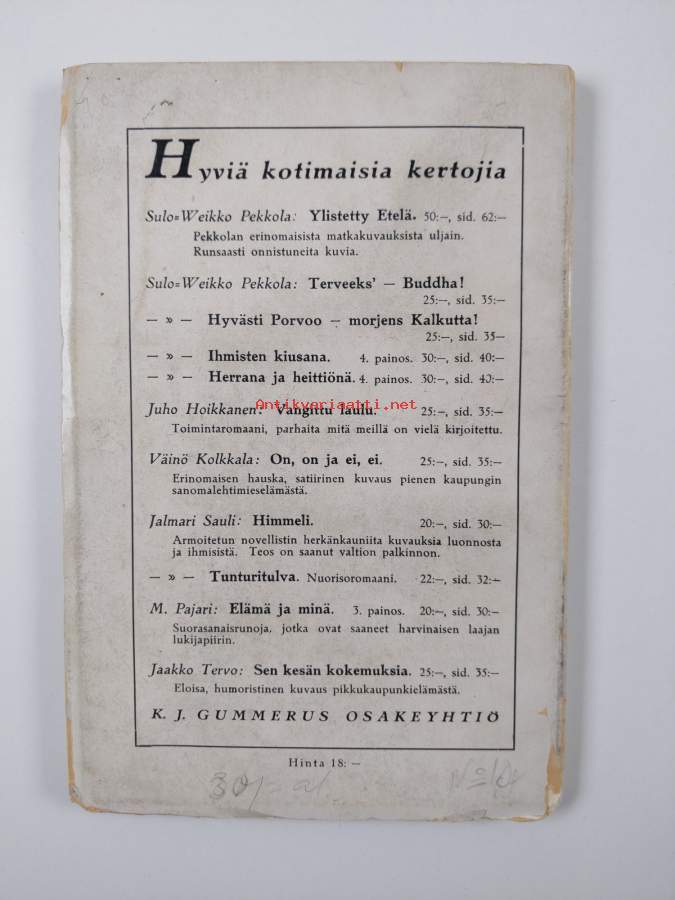 Hyviä kotimaisia kertojia
Sulo=Weikko Pekkola: Ylistetty Etelä. 50:—, sid. 62:—
Pekkolan erinomaisista matkakuvauksista uljain.
Runsaasti onnistuneita kuvia.
Sulo=Weikko Pekkola: Terveeks' — Buddha!
25:—, sid. 35:—
— » — Hyvästi Porvoo — morjens Kalkutta!
25:—, sid. 35—
— » — Ihmisten kiusana. 4. painos. 30:—, sid. 40:—
— » — Herrana ja heittiönä. 4. painos. 30:—, sid. 40:—
Antikvariaatti.net
Juho Hoikkanen: Vangittu laulu. 25:—, sid. 35:—
Toimintaromaani, parhaita mitä meillä on vielä kirjoitettu.
Väinö Kolkkala: On, on ja ei, ei. 25:—, sid. 35:—
Erinomaisen hauska, satiirinen kuvaus pienen kaupungin
sanomalehtimieselämästä.
Jalmari Sauli: Himmeli. 20:—, sid. 30:—
Armoitetun novellistin herkänkauniita kuvauksia luonnosta
ja ihmisistä. Teos on saanut valtion palkinnon.
— » — Tunturitulva. Nuorisoromaani. 22:—, sid. 32:—
M. Pajari: Elämä ja minä. 3. painos. 20:—, sid. 30:—
Suorasanaisrunoja, jotka ovat saaneet harvinaisen laajan
lukijapiirin.
Jaakko Tervo: Sen kesän kokemuksia. 25:—, sid. 35:—
Eloisa, humoristinen kuvaus pikkukaupunkielämästä.
K. J. GUMMERUS OSAKEYHTIÖ
Hinta 18: —